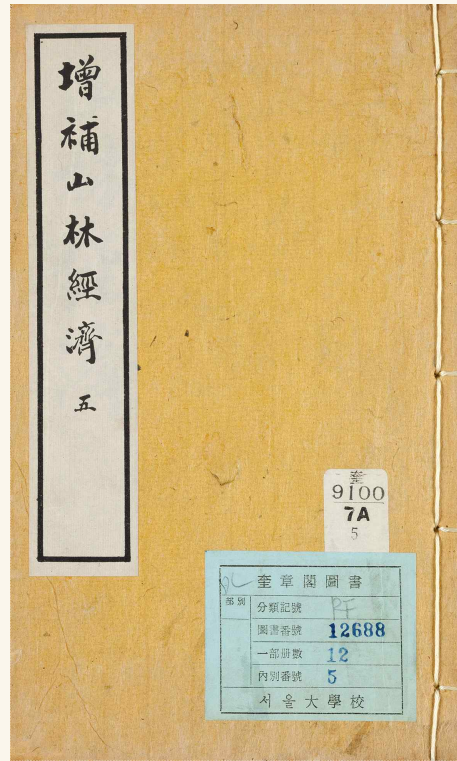 增補山林經濟 五
奎
9100
7A
5
奎章閣圖書
部別
分類記號
圖書番號 12688
一部冊數 12
內別番號 5
서울大學校